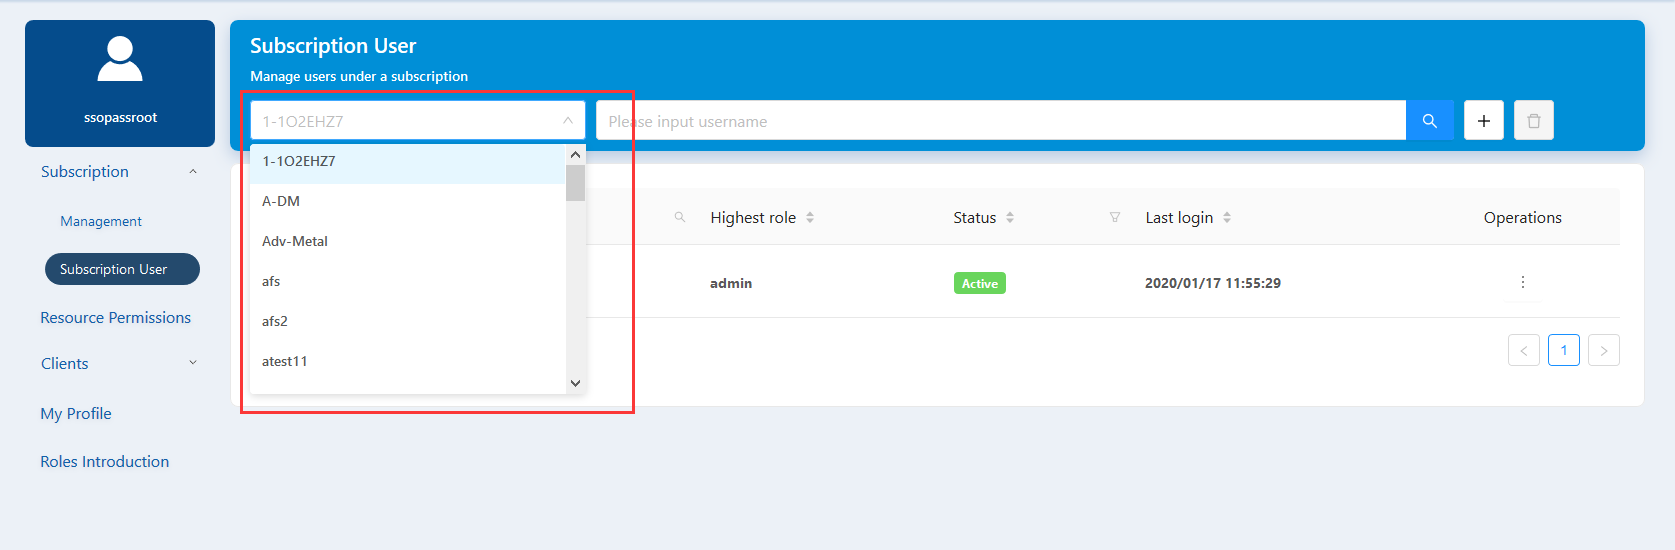 ssopassroot
Subscription
Management
Subscription User
Resource Permissions
Clients
My Profile
Roles Introduction
Subscription User
Manage users under a subscription
1-1O2EHZ7
Please input username
1-1O2EHZ7
A-DM
Adv-Metal
afs
afs2
atest11
Highest role Status Last login Operations
admin Active 2020/01/17 11:55:29
< 1 >